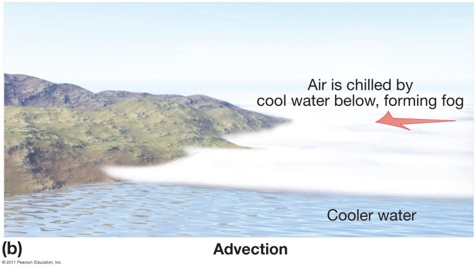 Air is chilled by
cool water below, forming fog
Cooler water
(b)
Advection
© 2011 Pearson Education, Inc.